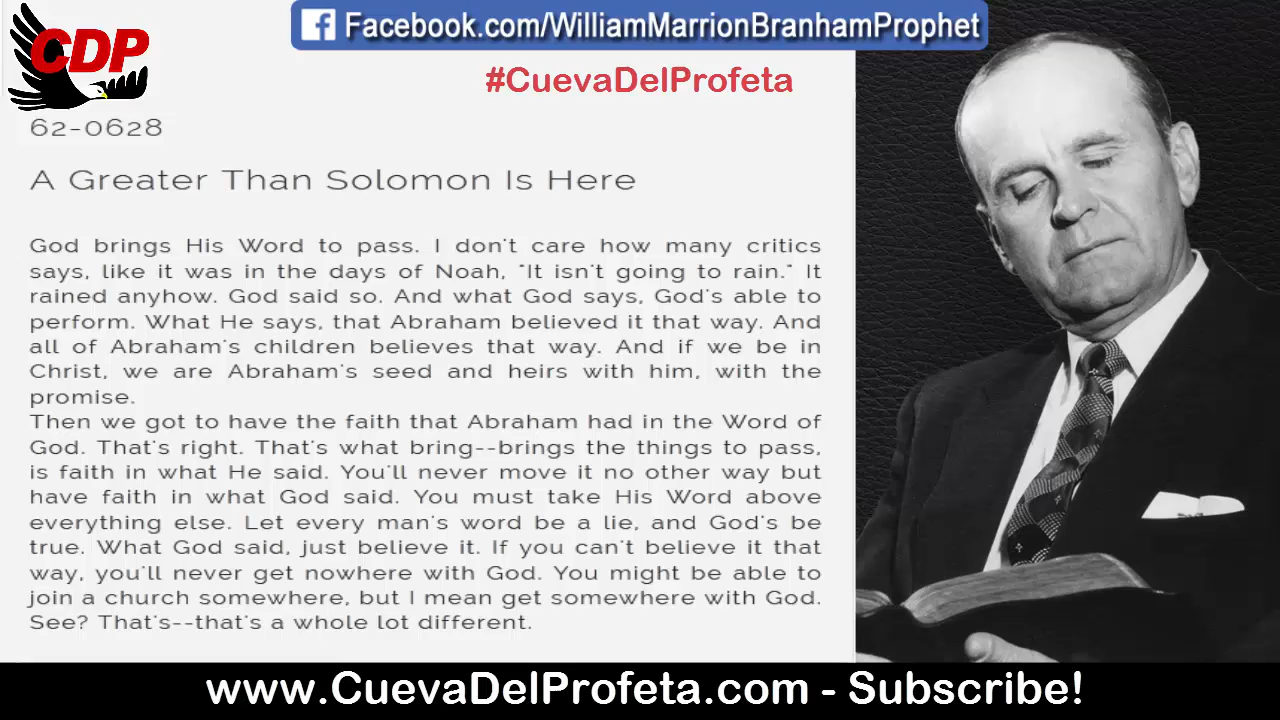 CDP
Facebook.com/WilliamMarrionBranhamProphet
#CuevaDelProfeta
62-0628
A Greater Than Solomon Is Here
God brings His Word to pass. I don't care how many critics
says, like it was in the days of Noah, "It isn't going to rain." It
rained anyhow. God said so. And what God says, God's able to
perform. What He says, that Abraham believed it that way. And
all of Abraham's children believes that way. And if we be in
Christ, we are Abraham's seed and heirs with him, with the
promise.
Then we got to have the faith that Abraham had in the Word of
God. That's right. That's what bring--brings the things to pass,
is faith in what He said. You'll never move it no other way but
have faith in what God said. You must take His Word above
everything else. Let every man's word be a lie, and God's be
true. What God said, just believe it. If you can't believe it that
way, you'll never get nowhere with God. You might be able to
join a church somewhere, but I mean get somewhere with God.
See? That's--that's a whole lot different.
www.CuevaDelProfeta.com - Subscribe!